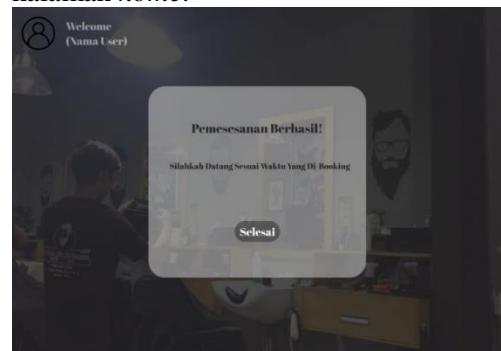 Welcome
(Nama User)
Pemesesanan Berhasil!
Silahkah Datang Sesuai Waktu Yang Di-Booking
Selesai